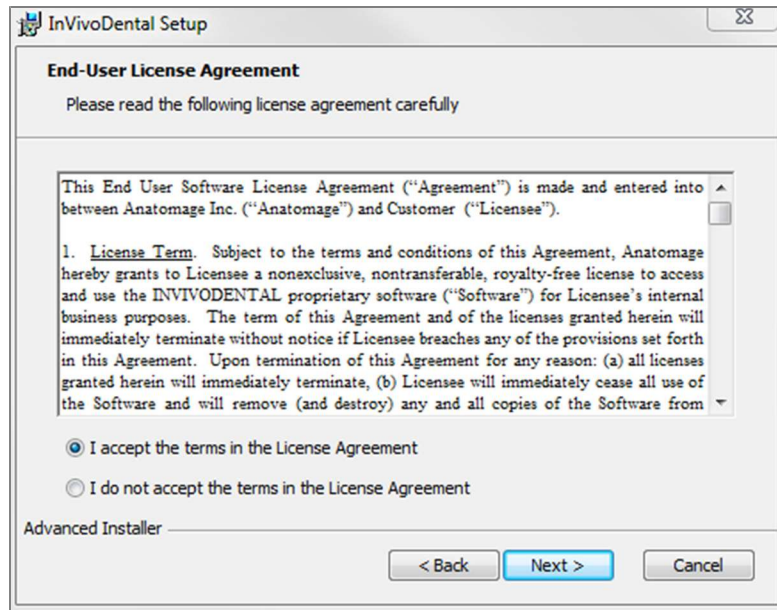 InVivoDental Setup
End-User License Agreement
Please read the following license agreement carefully
This End User Software License Agreement (“Agreement”) is made and entered into
between Anatomage Inc. (“Anatomage”) and Customer (“Licensee”).
1. License Term. Subject to the terms and conditions of this Agreement, Anatomage
hereby grants to Licensee a nonexclusive, nontransferable, royalty-free license to access
and use the INVIVODENTAL proprietary software (“Software”) for Licensee’s internal
business purposes. The term of this Agreement and of the licenses granted herein will
immediately terminate without notice if Licensee breaches any of the provisions set forth
in this Agreement. Upon termination of this Agreement for any reason: (a) all licenses
granted herein will immediately terminate, (b) Licensee will immediately cease all use of
the Software and will remove (and destroy) any and all copies of the Software from
I accept the terms in the License Agreement
I do not accept the terms in the License Agreement
Advanced Installer
< Back Next > Cancel